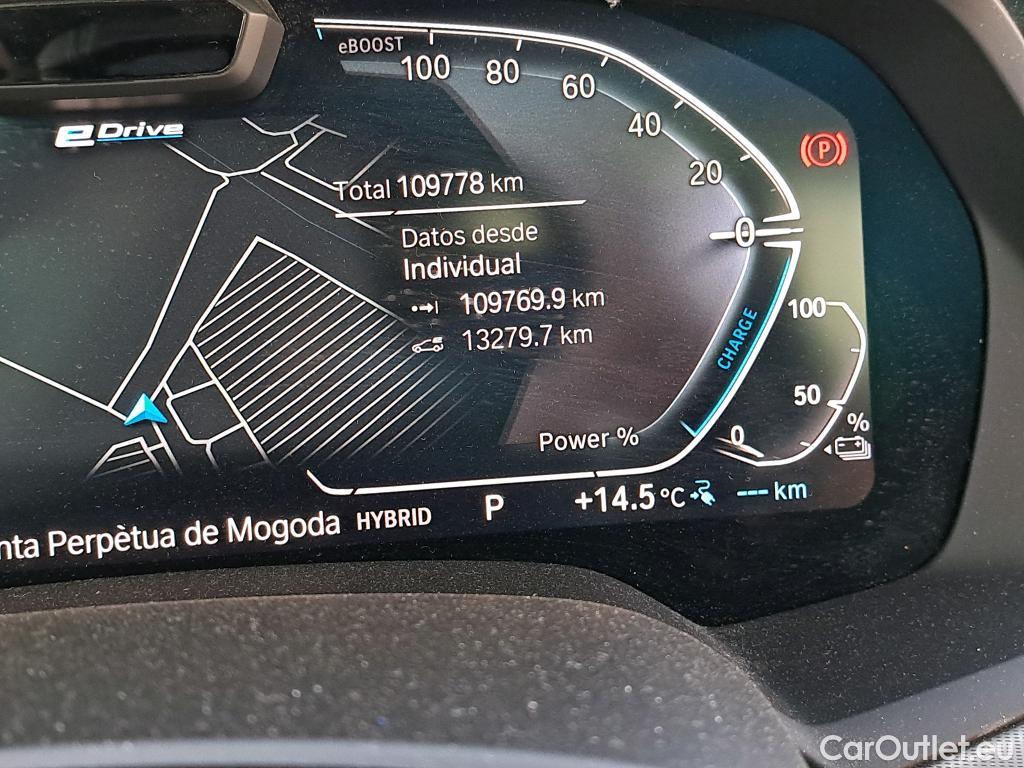 eBOOST
100 80 60 40 20 0
eDrive
P
Total 109778 km
Datos desde
Individual
109769.9 km
13279.7 km
CHARGE
100
50
0
%
Power %
+14.5 °C
--- km
P
HYBRID
nta Perpètua de Mogoda
CarOutlet.eu